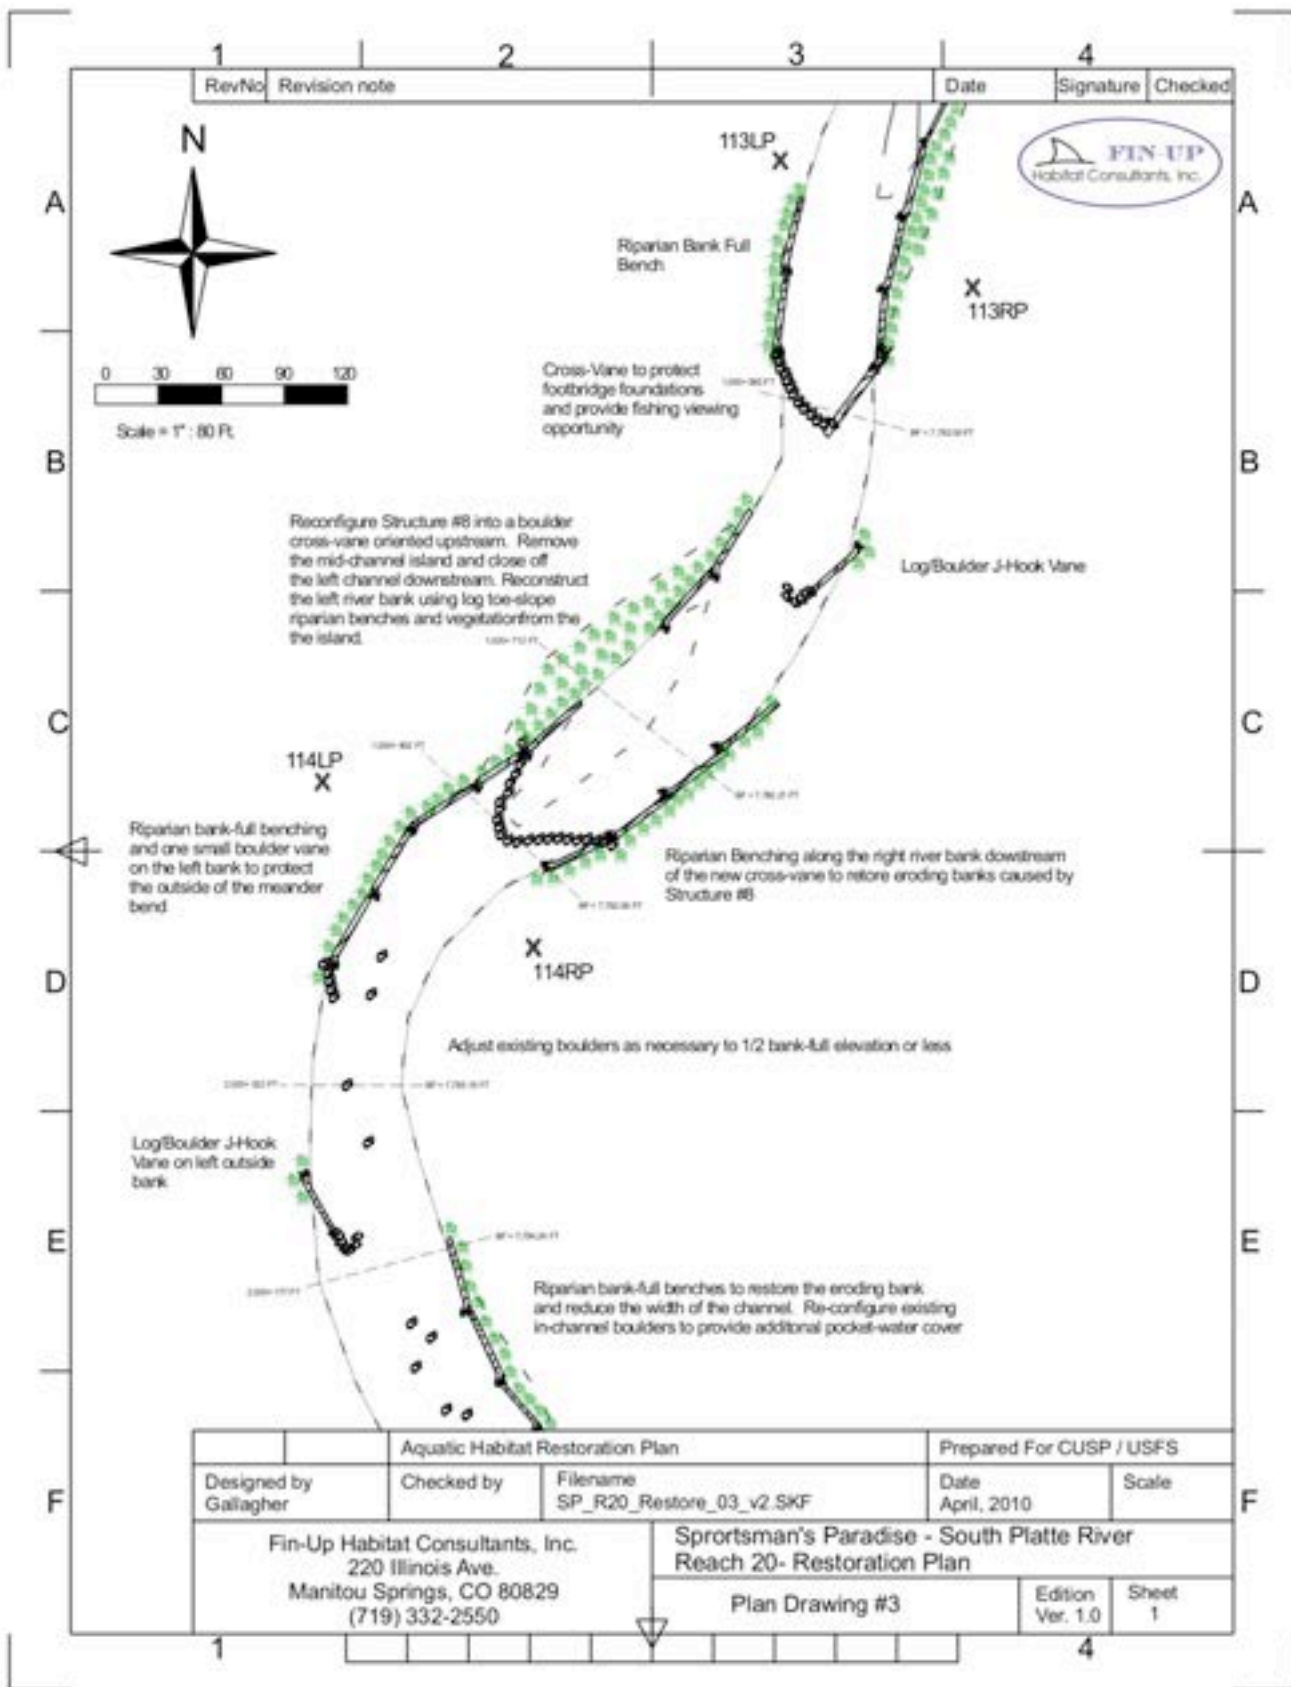 1 2 3 4
RevNo Revision note Date Signature Checked
N
113LP
FIN-UP
Habitat Consultants, Inc.
A A
Riparian Bank Full
Bench
113RP
0 30 60 90 120
Scale = 1" : 80 Ft.
Cross-Vane to protect
footbridge foundations
and provide fishing viewing
opportunity
B B
Reconfigure Structure #8 into a boulder
cross-vane oriented upstream. Remove
the mid-channel island and close off
the left channel downstream. Reconstruct
the left river bank using log toe-slope
riparian benches and vegetationfrom the
the island.
Log/Boulder J-Hook Vane
C C
114LP
Riparian bank-full benching
and one small boulder vane
on the left bank to protect
the outside of the meander
bend
Riparian Benching along the right river bank dowstream
of the new cross-vane to retore eroding banks caused by
Structure #8
114RP
D D
Adjust existing boulders as necessary to 1/2 bank-full elevation or less
Log/Boulder J-Hook
Vane on left outside
bank
E E
Riparian bank-full benches to restore the eroding bank
and reduce the width of the channel. Re-configure existing
in-channel boulders to provide additonal pocket-water cover
Aquatic Habitat Restoration Plan Prepared For CUSP / USFS
Designed by Checked by Filename Date Scale
Gallagher SP_R20_Restore_03_v2.SKF April, 2010
F F
Fin-Up Habitat Consultants, Inc.
220 Illinois Ave.
Manitou Springs, CO 80829
(719) 332-2550
Sprortsman's Paradise - South Platte River
Reach 20- Restoration Plan
Plan Drawing #3
Edition Sheet
Ver. 1.0 1
1 4